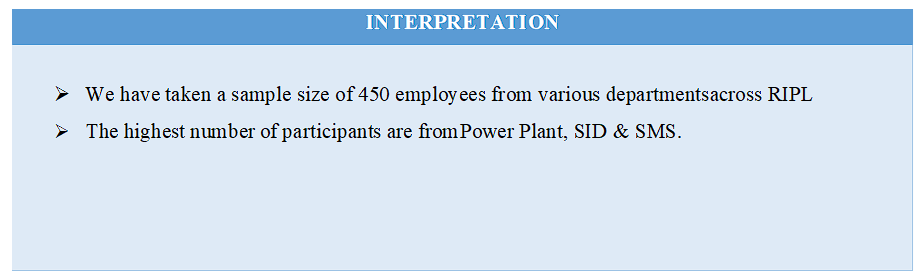 INTERPRETATION
➢ We have taken a sample size of 450 employees from various departmentsacross RIPL
➢ The highest number of participants are fromPower Plant, SID & SMS.